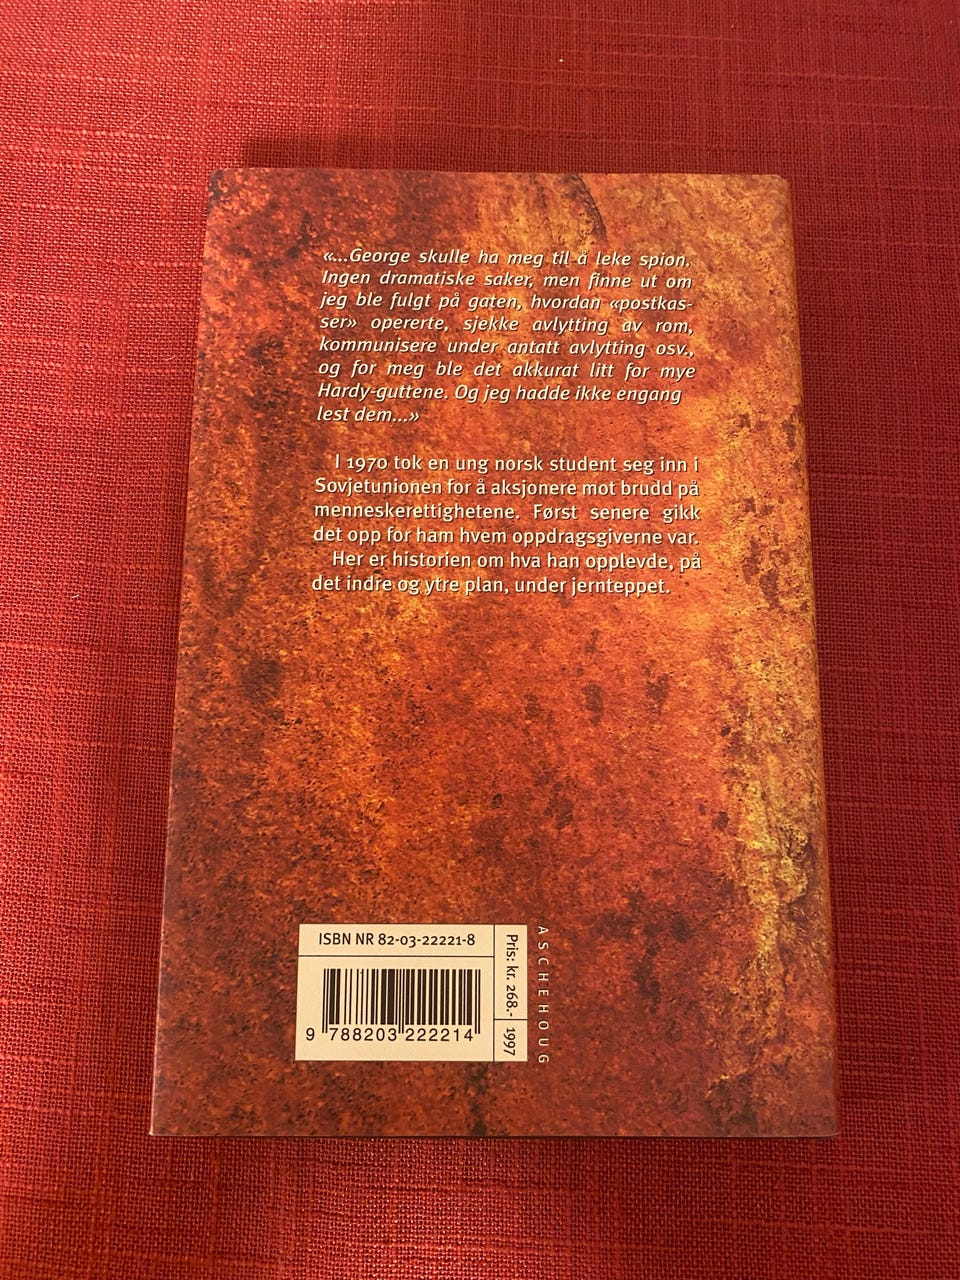 «...George skulle ha meg til å leke spion.
Ingen dramatiske saker, men finne ut om
jeg ble fulgt på gaten, hvordan «postkas-
ser» opererte, sjekke avlytting av rom,
kommunisere under antatt avlytting osv.,
og for meg ble det akkurat litt for mye
Hardy-guttene. Og jeg hadde ikke engang
lest dem...»
I 1970 tok en ung norsk student seg inn i
Sovjetunionen for å aksjonere mot brudd på
menneskerettighetene. Først senere gikk
det opp for ham hvem oppdragsgiverne var.
Her er historien om hva han opplevde, på
det indre og ytre plan, under jernteppet.
ISBN NR 82-03-22221-8
9 788203 222214
Pris: kr. 268.- 1997
ASCHEHOUG